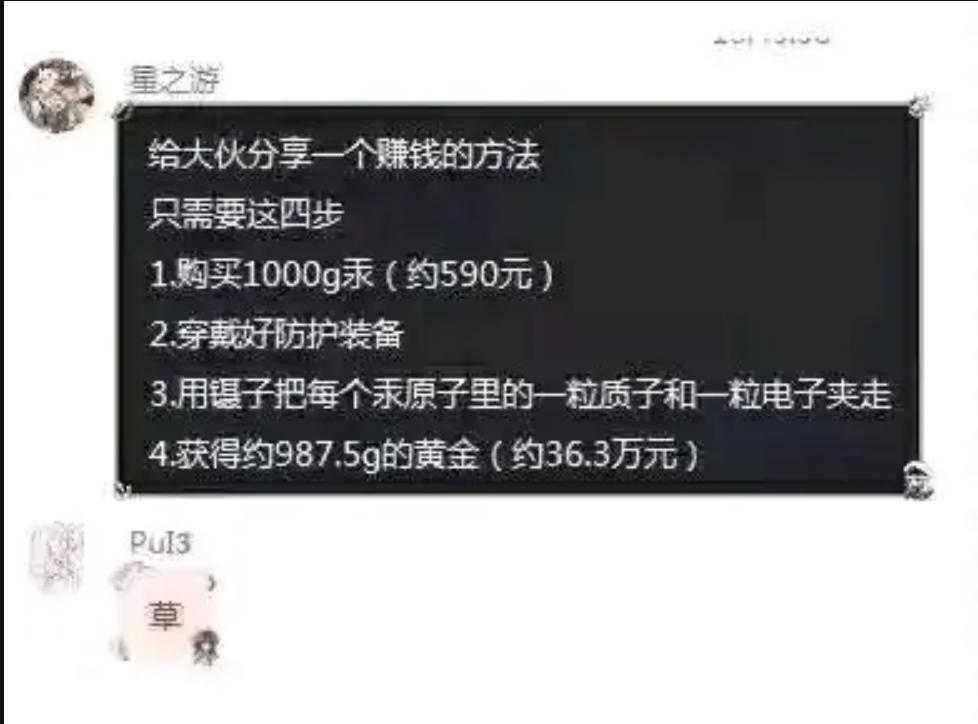 星之游
给大伙分享一个赚钱的方法
只需要这四步
1.购买1000g汞（约590元）
2.穿戴好防护装备
3.用镊子把每个汞原子里的一粒质子和一粒电子夹走
4.获得约987.5g的黄金（约36.3万元）
PuI3
草